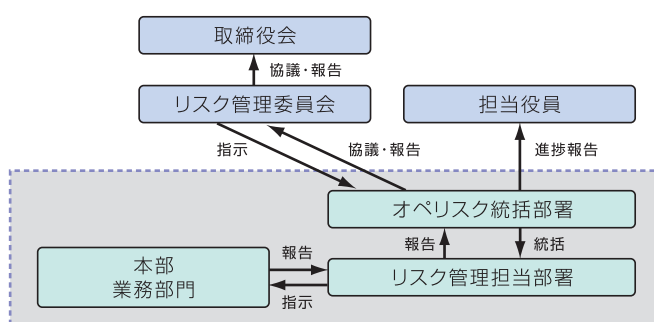 取締役会
協議・報告
リスク管理委員会
担当役員
指示
協議・報告
進捗報告
オペリスク統括部署
報告
統括
本部
業務部門
報告
指示
リスク管理担当部署